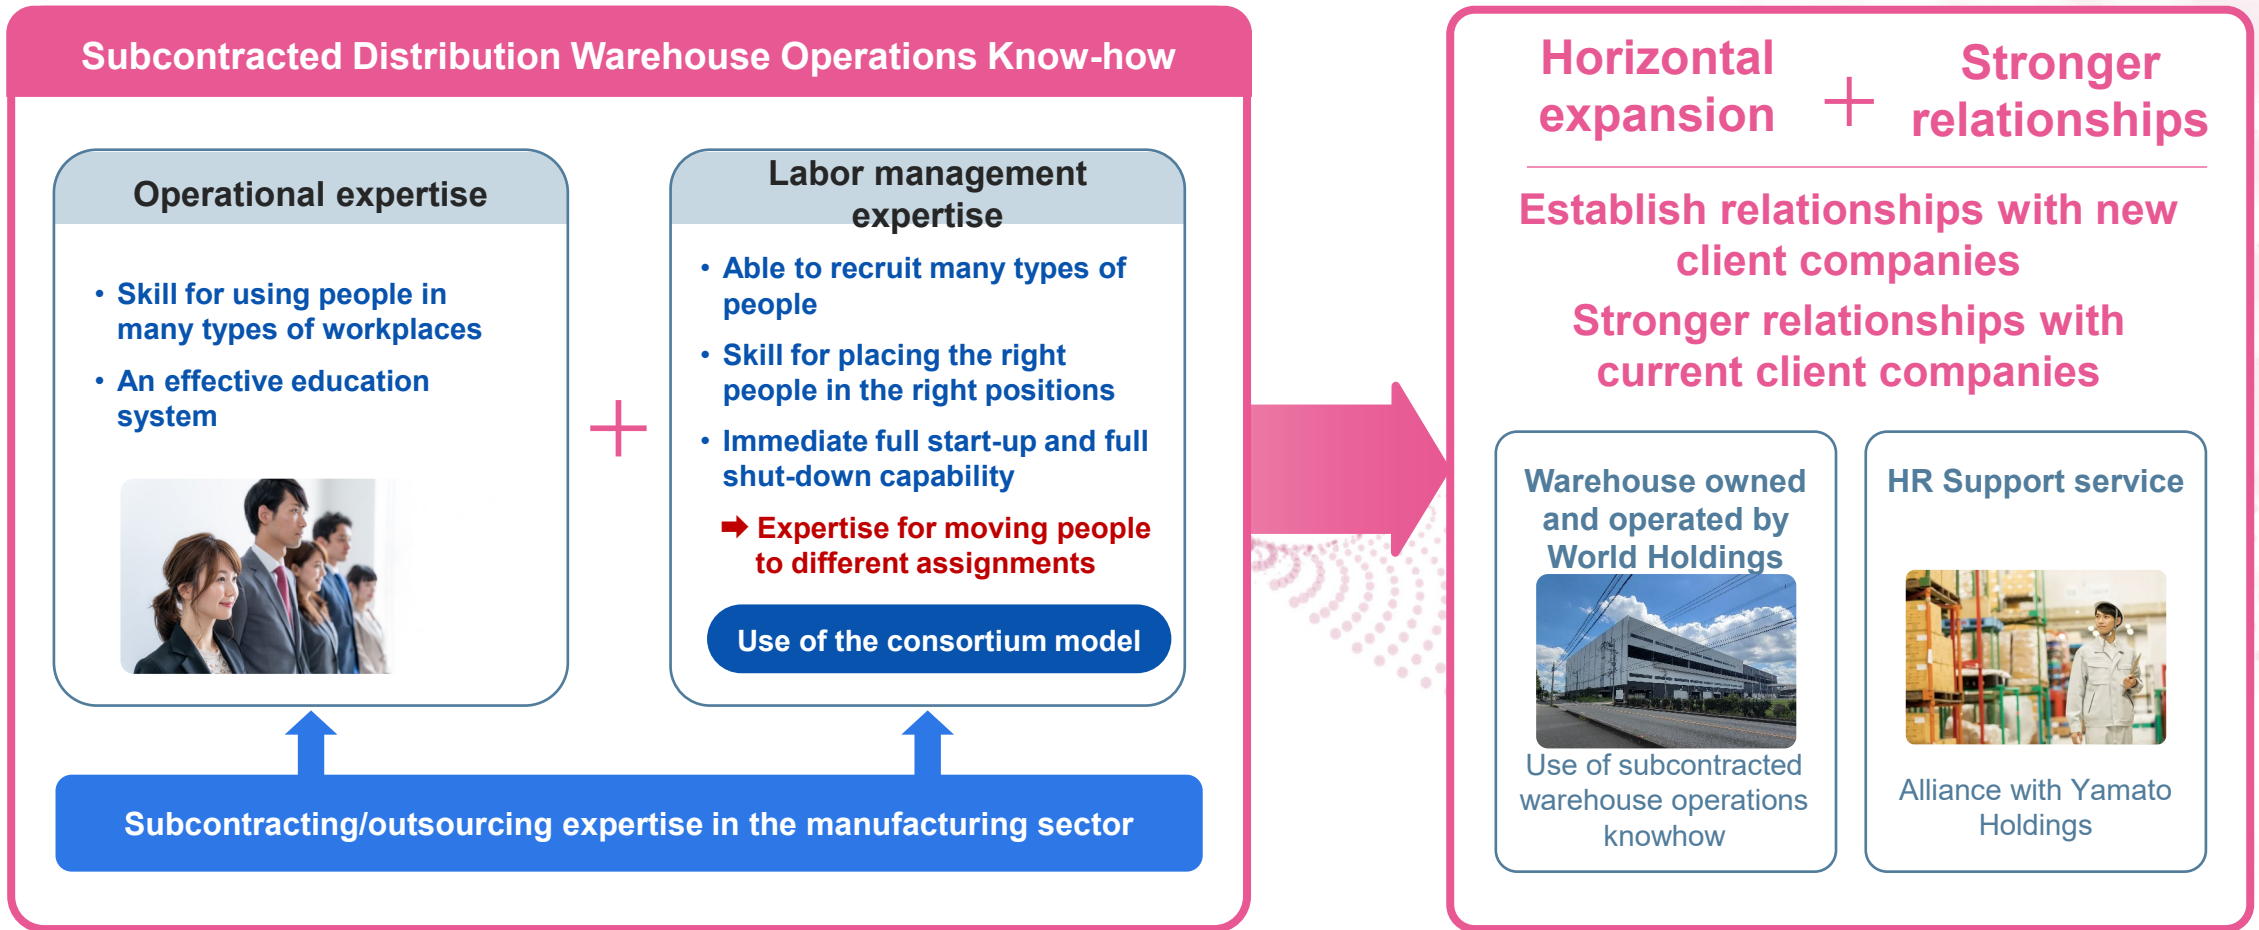 Subcontracted Distribution Warehouse Operations Know-how
Operational expertise
• Skill for using people in
many types of workplaces
• An effective education
system
+
Labor management
expertise
• Able to recruit many types of
people
• Skill for placing the right
people in the right positions
• Immediate full start-up and full
shut-down capability
➡ Expertise for moving people
to different assignments
Use of the consortium model
Subcontracting/outsourcing expertise in the manufacturing sector
Horizontal
expansion
+
Stronger
relationships
Establish relationships with new
client companies
Stronger relationships with
current client companies
Warehouse owned
and operated by
World Holdings
Use of subcontracted
warehouse operations
knowhow
HR Support service
Alliance with Yamato
Holdings